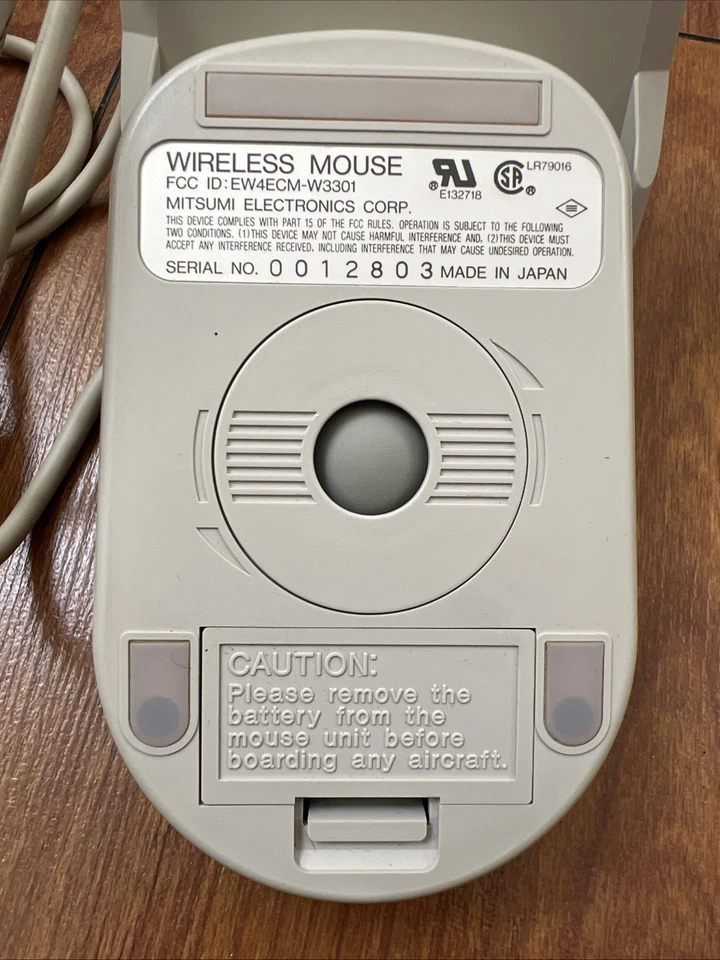 WIRELESS MOUSE
FCC ID:EW4ECM-W3301
MITSUMI ELECTRONICS CORP.
RU ® E132718
® SA LR79016
THIS DEVICE COMPLIES WITH PART 15 OF THE FCC RULES. OPERATION IS SUBJECT TO THE FOLLOWING
TWO CONDITIONS. (1)THIS DEVICE MAY NOT CAUSE HARMFUL INTERFERENCE AND, (2)THIS DEVICE MUST
ACCEPT ANY INTERFERENCE RECEIVED, INCLUDING INTERFERENCE THAT MAY CAUSE UNDESIRED OPERATION.
SERIAL NO. 0012803 MADE IN JAPAN
CAUTION:
Please remove the
battery from the
mouse unit before
boarding any aircraft.